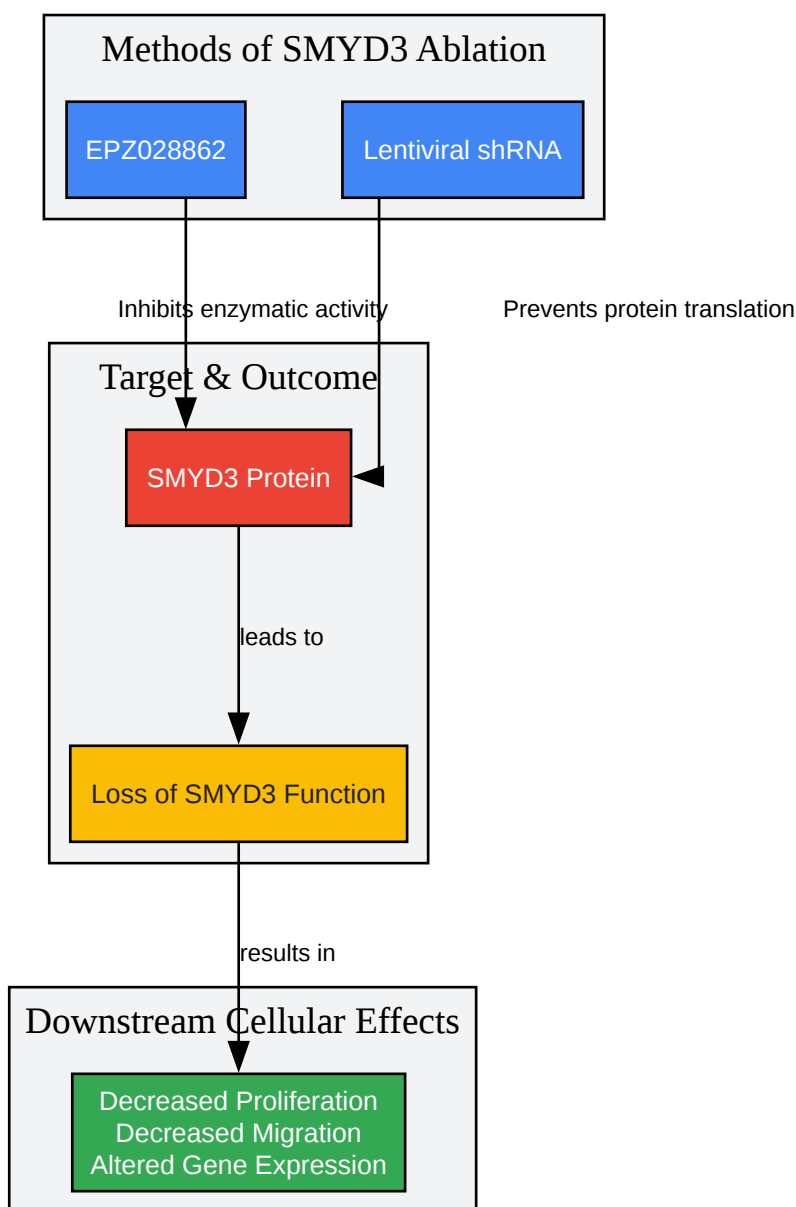 Methods of SMYD3 Ablation
EPZ028862
Lentiviral shRNA
Inhibits enzymatic activity
Prevents protein translation
Target & Outcome
SMYD3 Protein
leads to
Loss of SMYD3 Function
results in
Downstream Cellular Effects
Decreased Proliferation
Decreased Migration
Altered Gene Expression